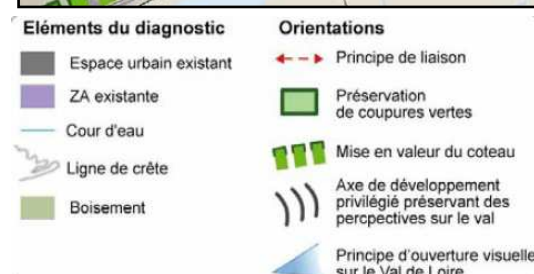 Eléments du diagnostic
Espace urbain existant
ZA existante
Cour d'eau
Ligne de crête
Boisement
Orientations
Principe de liaison
Préservation
de coupures vertes
Mise en valeur du coteau
Axe de développement
privilégié préservant des
percpectives sur le val
Principe d'ouverture visuelle
sur le Val de Loire